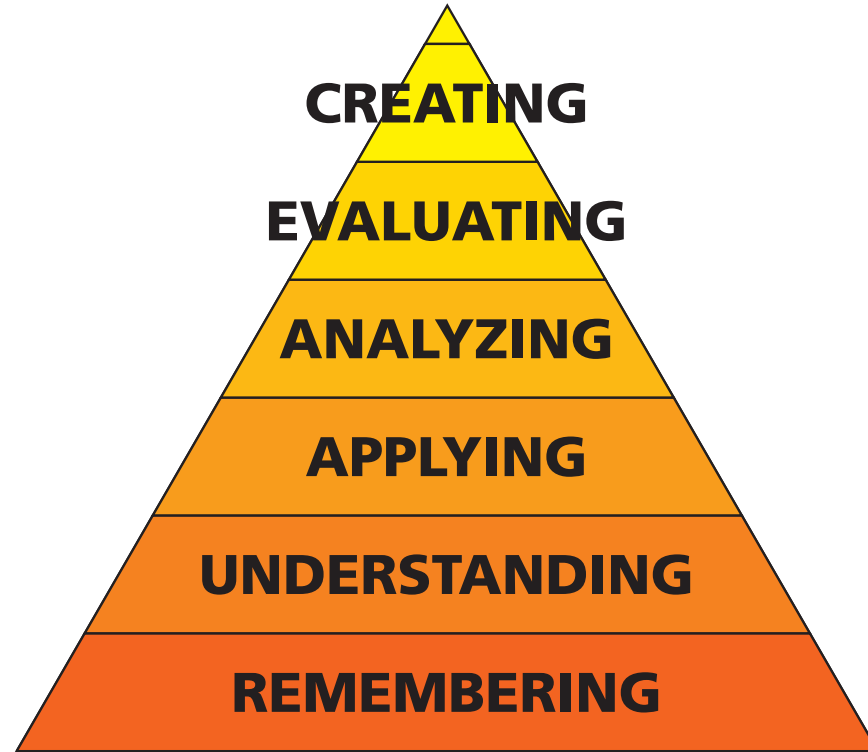 CREATING
EVALUATING
ANALYZING
APPLYING
UNDERSTANDING
REMEMBERING